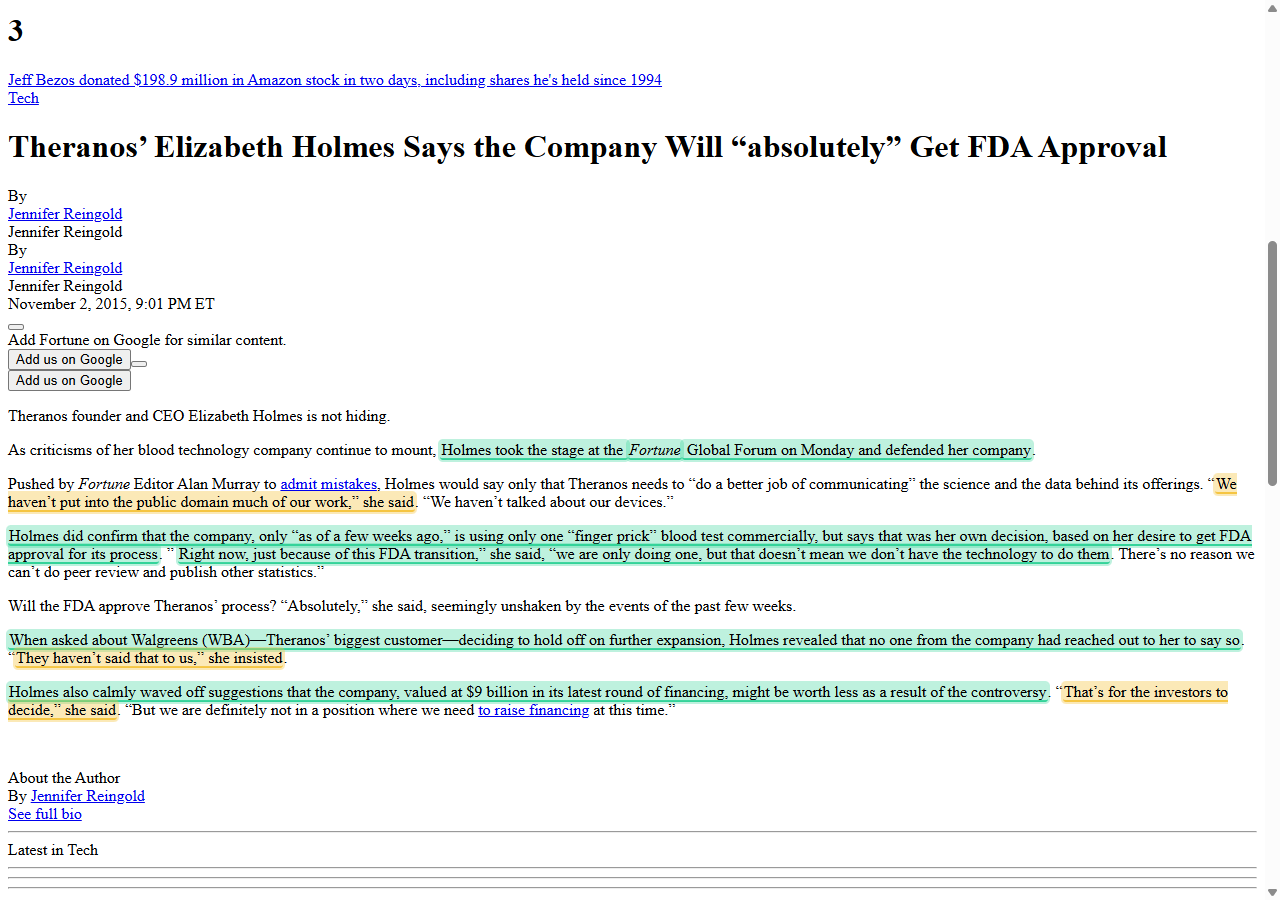 3
Jeff Bezos donated $198.9 million in Amazon stock in two days, including shares he's held since 1994
Tech
Theranos’ Elizabeth Holmes Says the Company Will “absolutely” Get FDA Approval
By
Jennifer Reingold
Jennifer Reingold
By
Jennifer Reingold
Jennifer Reingold
November 2, 2015, 9:01 PM ET
Add Fortune on Google for similar content.
Add us on Google
Add us on Google
Theranos founder and CEO Elizabeth Holmes is not hiding.
As criticisms of her blood technology company continue to mount, Holmes took the stage at the Fortune Global Forum on Monday and defended her company.
Pushed by Fortune Editor Alan Murray to admit mistakes, Holmes would say only that Theranos needs to “do a better job of communicating” the science and the data behind its offerings. “We
haven’t put into the public domain much of our work,” she said. “We haven’t talked about our devices.”
Holmes did confirm that the company, only “as of a few weeks ago,” is using only one “finger prick” blood test commercially, but says that was her own decision, based on her desire to get FDA
approval for its process. ” Right now, just because of this FDA transition,” she said, “we are only doing one, but that doesn’t mean we don’t have the technology to do them. There’s no reason we
can’t do peer review and publish other statistics.”
Will the FDA approve Theranos’ process? “Absolutely,” she said, seemingly unshaken by the events of the past few weeks.
When asked about Walgreens (WBA)—Theranos’ biggest customer—deciding to hold off on further expansion, Holmes revealed that no one from the company had reached out to her to say so.
“They haven’t said that to us,” she insisted.
Holmes also calmly waved off suggestions that the company, valued at $9 billion in its latest round of financing, might be worth less as a result of the controversy. “That’s for the investors to
decide,” she said. “But we are definitely not in a position where we need to raise financing at this time.”
About the Author
By Jennifer Reingold
See full bio
Latest in Tech